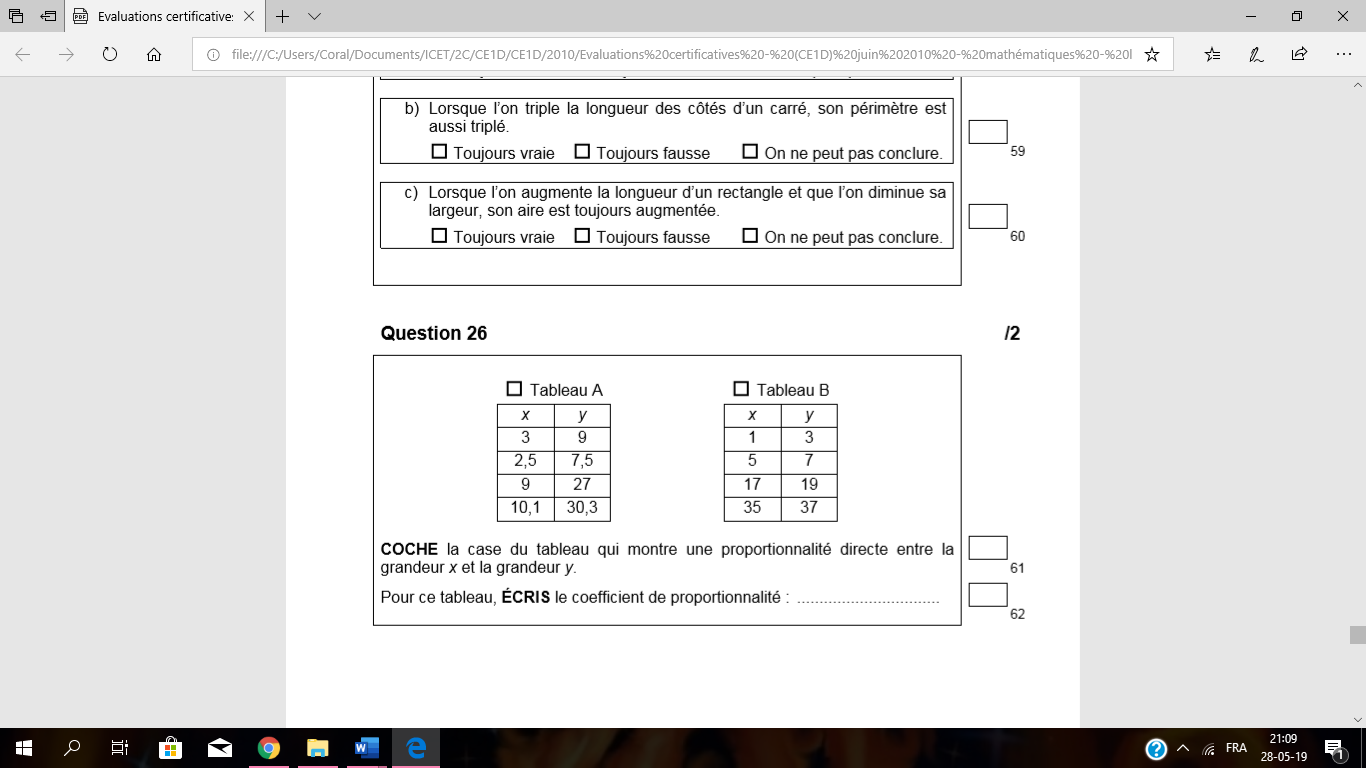 Evaluations certificatives
file:///C:/Users/Coral/Documents/ICET/2C/CE1D/CE1D/2010/Evaluations%20certificatives%20-%20(CE1D)%20juin%202010%20-%20mathématiques%20-%20l
b) Lorsque l'on triple la longueur des côtés d'un carré, son périmètre est
aussi triplé.
Toujours vraie Toujours fausse On ne peut pas conclure.
59
c) Lorsque l'on augmente la longueur d'un rectangle et que l'on diminue sa
largeur, son aire est toujours augmentée.
Toujours vraie Toujours fausse On ne peut pas conclure.
60
Question 26 /2
Tableau A Tableau B
x y x y
3 9 1 3
2,5 7,5 5 7
9 27 17 19
10,1 30,3 35 37
COCHE la case du tableau qui montre une proportionnalité directe entre la
grandeur x et la grandeur y.
61
Pour ce tableau, ÉCRIS le coefficient de proportionnalité : ................................
62
FRA
21:09
28-05-19
1